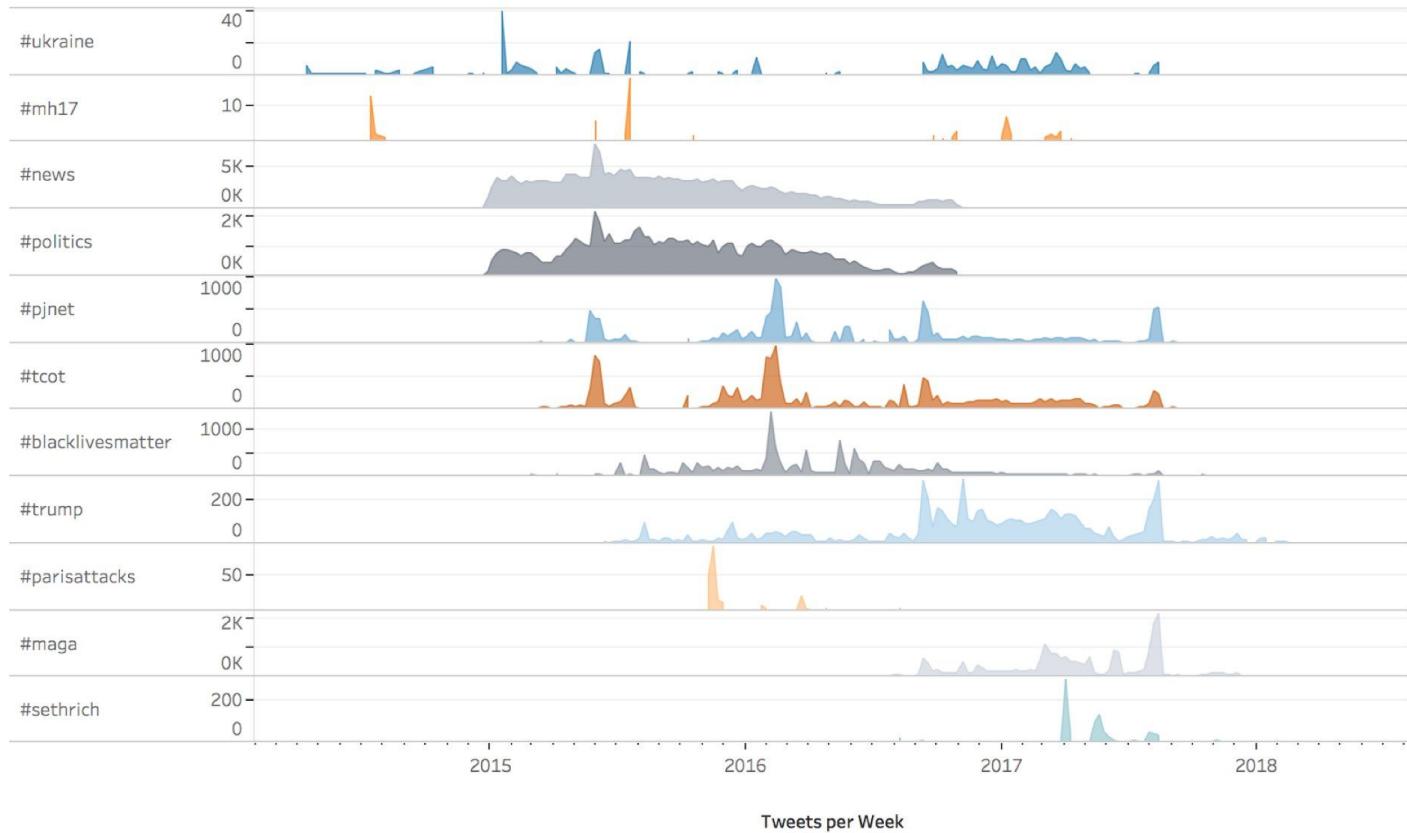 #ukraine 40 0
#mh17 10
#news 5K 0K
#politics 2K 0K
#pjnet 1000 0
#tcot 1000 0
#blacklivesmatter 1000 0
#trump 200 0
#parisattacks 50
#maga 2K 0K
#sethrich 200 0
2015 2016 2017 2018
Tweets per Week